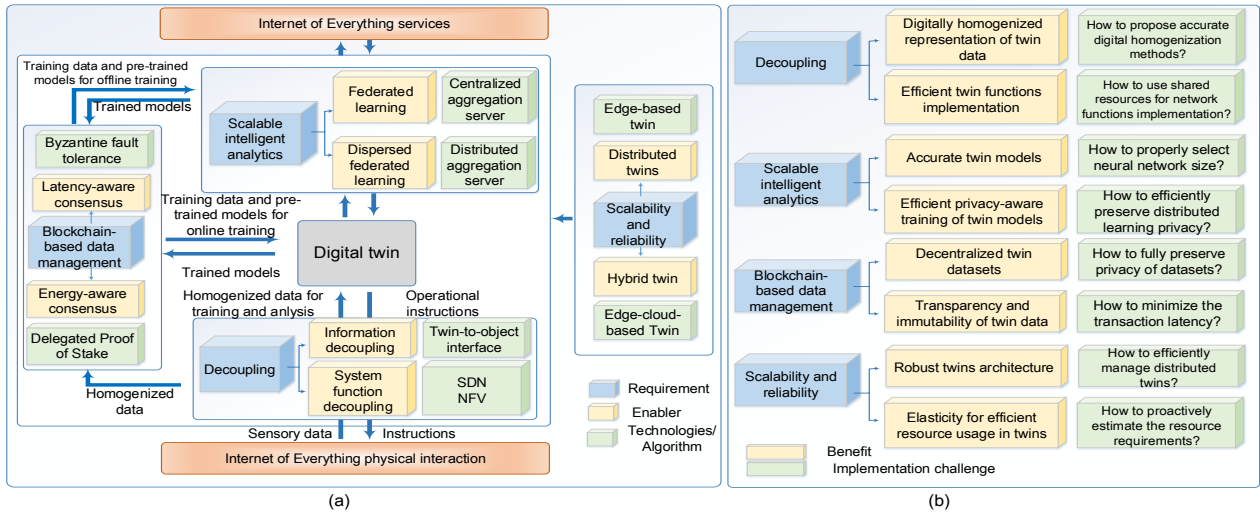 Internet of Everything services
Training data and pre-trained
models for offline training
Trained models
Byzantine fault
tolerance
Latency-aware
consensus
Blockchain-
based data
management
Energy-aware
consensus
Delegated Proof
of Stake
Homogenized
data
Scalable
intelligent
analytics
Federated
learning
Centralized
aggregation
server
Dispersed
federated
learning
Distributed
aggregation
server
Training data and pre-
trained models for
online training
Trained models
Digital twin
Homogenized data for
training and anlysis
Operational
instructions
Decoupling
Information
decoupling
Twin-to-object
interface
System
function
decoupling
SDN
NFV
Sensory data
Instructions
Internet of Everything physical interaction
Edge-based
twin
Distributed
twins
Scalability and
reliability
Hybrid twin
Edge-cloud-
based Twin
Requirement
Enabler
Technologies/
Algorithm
(a)
Decoupling
Digitally homogenized
representation of twin
data
How to propose accurate
digital homogenization
methods?
Efficient twin functions
implementation
How to use shared
resources for network
functions implementation?
Scalable
intelligent
analytics
Accurate twin models
How to properly select
neural network size?
Efficient privacy-aware
training of twin models
How to efficiently
preserve distributed
learning privacy?
Blockchain-
based data
management
Decentralized twin
datasets
How to fully preserve
privacy of datasets?
Transparency and
immutability of twin data
How to minimize the
transaction latency?
Scalability and
reliability
Robust twins architecture
How to efficiently
manage distributed
twins?
Elasticity for efficient
resource usage in twins
How to proactively
estimate the resource
requirements?
Benefit
Implementation challenge
(b)